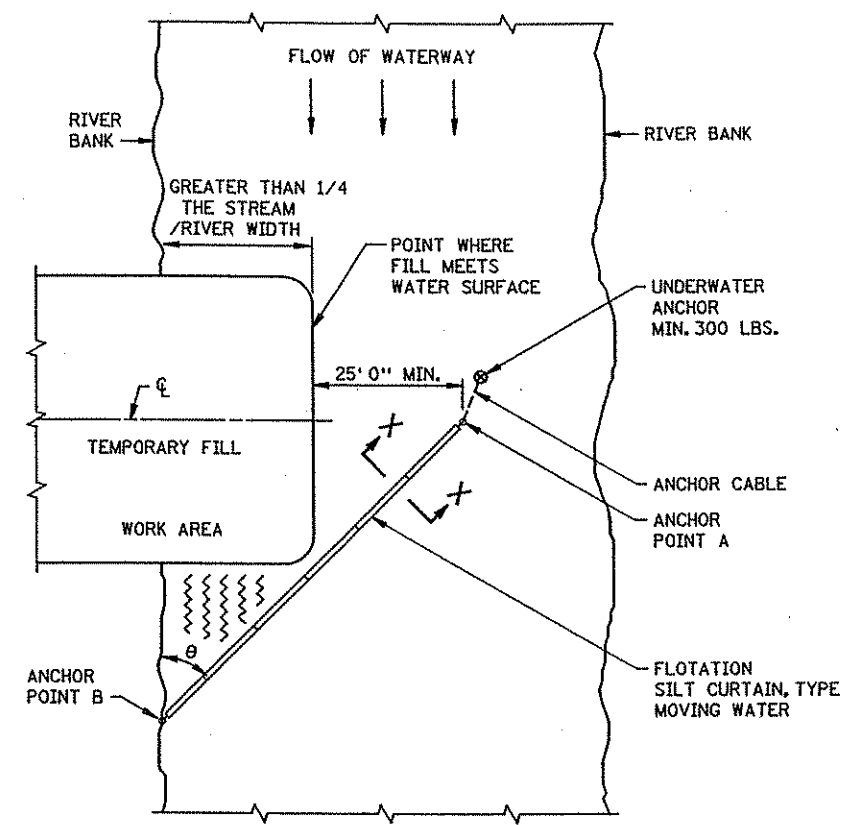 FLOW OF WATERWAY
RIVER
BANK
RIVER BANK
GREATER THAN 1/4
THE STREAM
/RIVER WIDTH
POINT WHERE
FILL MEETS
WATER SURFACE
UNDERWATER
ANCHOR
MIN. 300 LBS.
25' 0" MIN.
℄
TEMPORARY FILL
X
X
ANCHOR CABLE
ANCHOR
POINT A
WORK AREA
θ
ANCHOR
POINT B
FLOTATION
SILT CURTAIN, TYPE
MOVING WATER